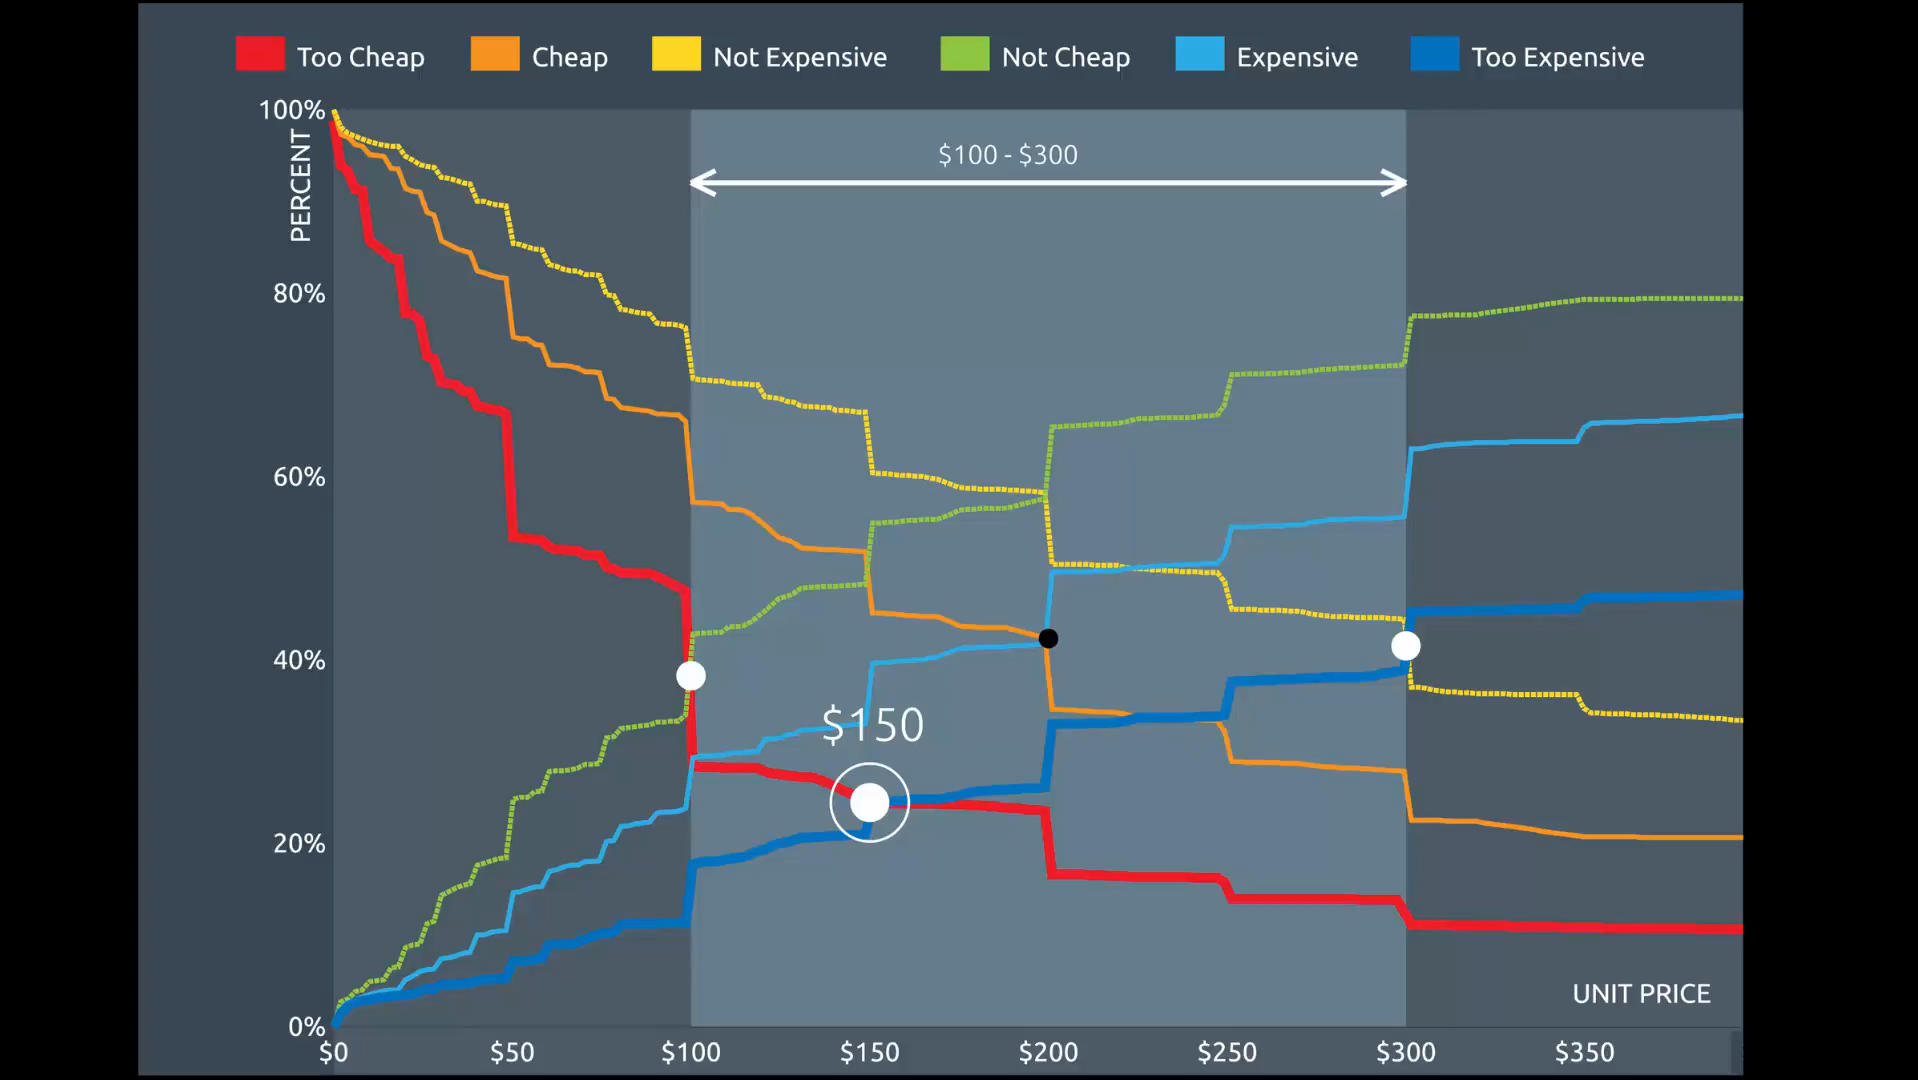 Too Cheap Cheap Not Expensive Not Cheap Expensive Too Expensive
100%
PERCENT
$100 - $300
80%
60%
40%
$150
20%
UNIT PRICE
0%
$0 $50 $100 $150 $200 $250 $300 $350